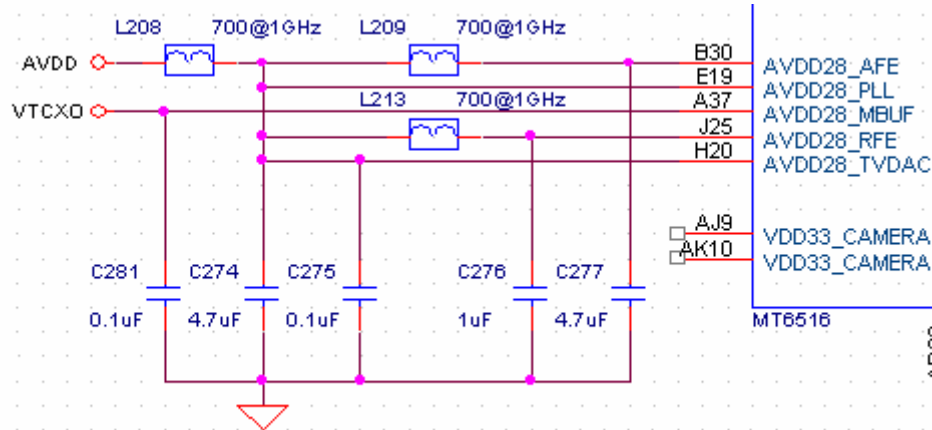 L208 700@1GHz L209 700@1GHz
AVDD
B30 AVDD28_AFE
E19 AVDD28_PLL
VTCXO
A37 AVDD28_MBUF
L213 700@1GHz
J25 AVDD28_RFE
H20 AVDD28_TVDAC
AJ9 VDD33_CAMERA
AK10 VDD33_CAMERA
C281 C274 C275 C276 C277
0.1uF 4.7uF 0.1uF 1uF 4.7uF
MT6516